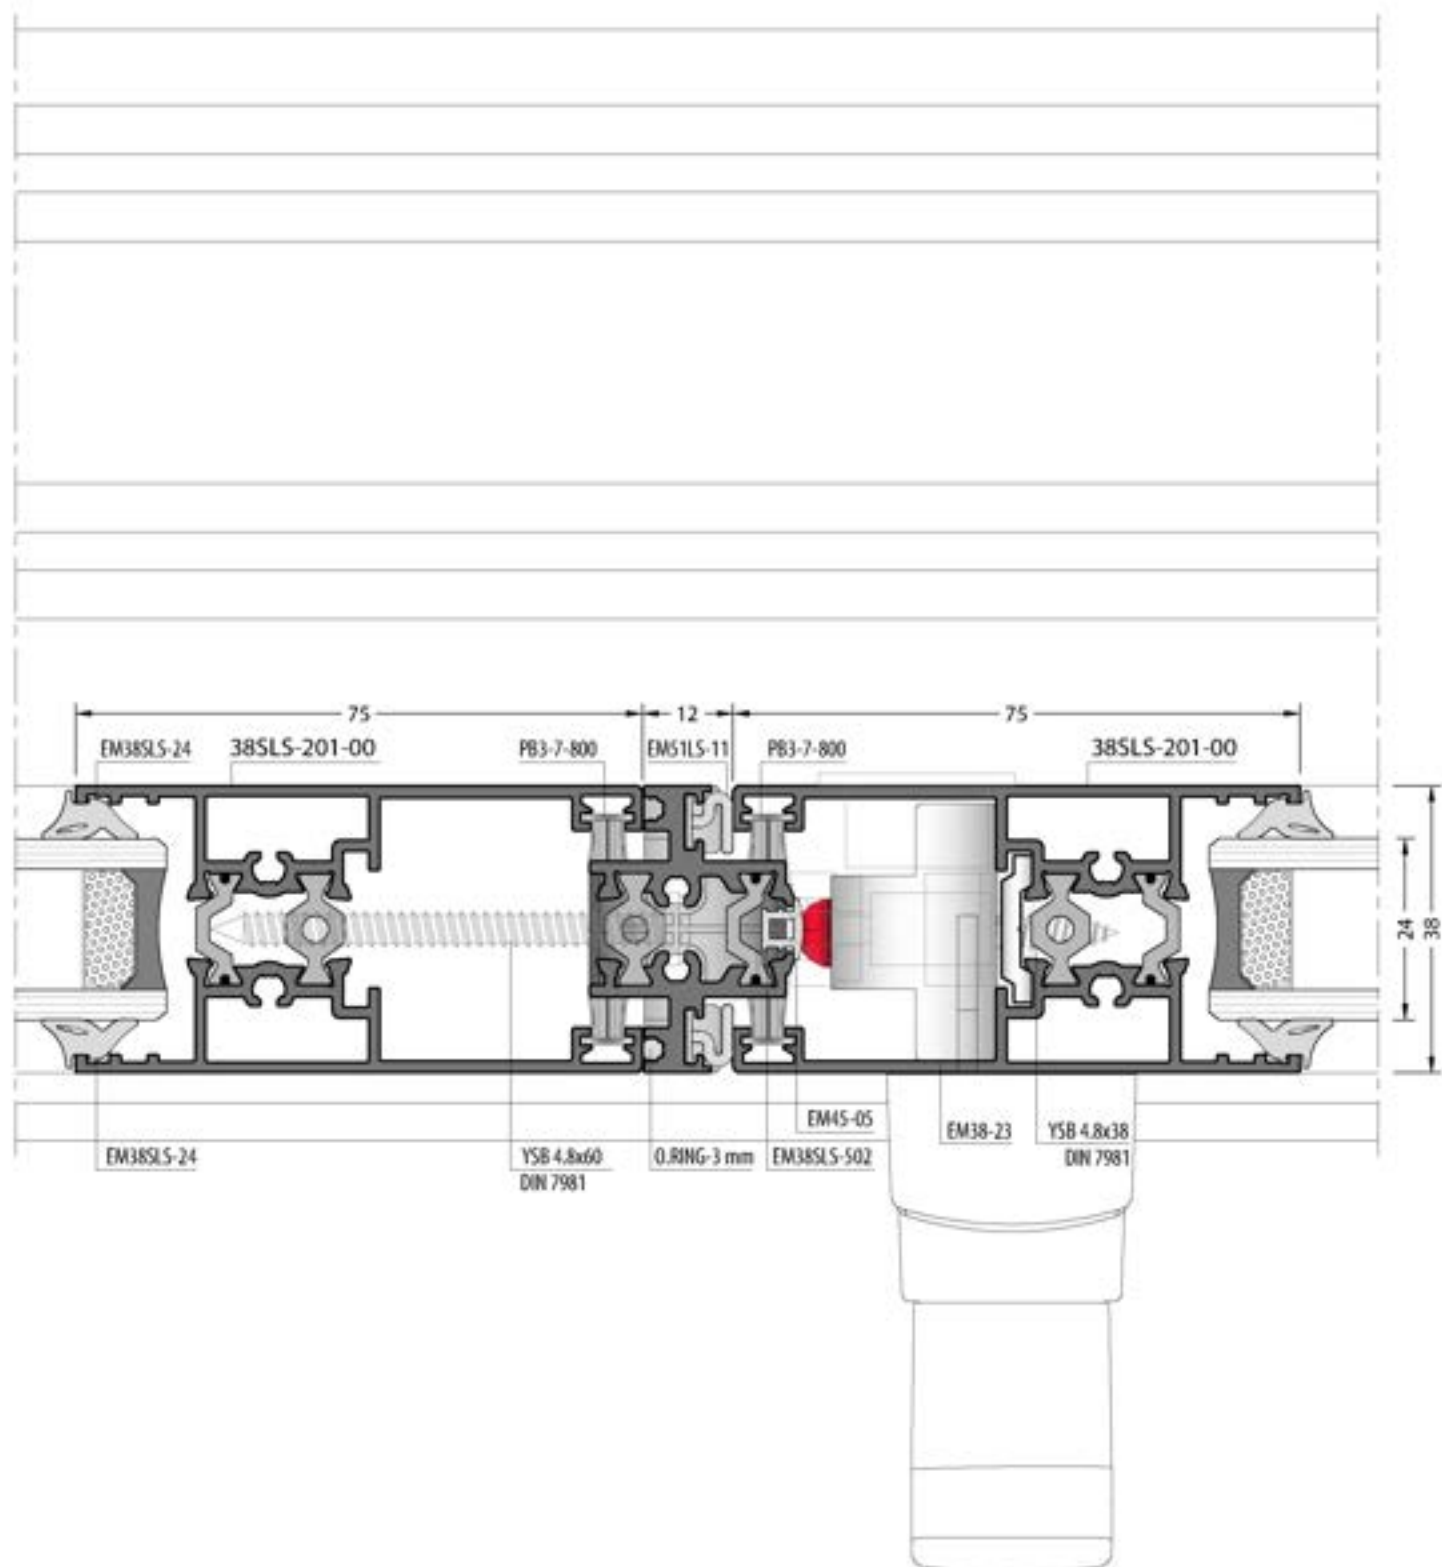 75
12
75
EM38SLS-24
38SLS-201-00
PB3-7-800
EM51LS-11
PB3-7-800
38SLS-201-00
24
38
EM45-05
EM38SLS-24
YSB 4.8x60
DIN 7981
O.RING-3 mm
EM38SLS-502
EM38-23
YSB 4.8x38
DIN 7981